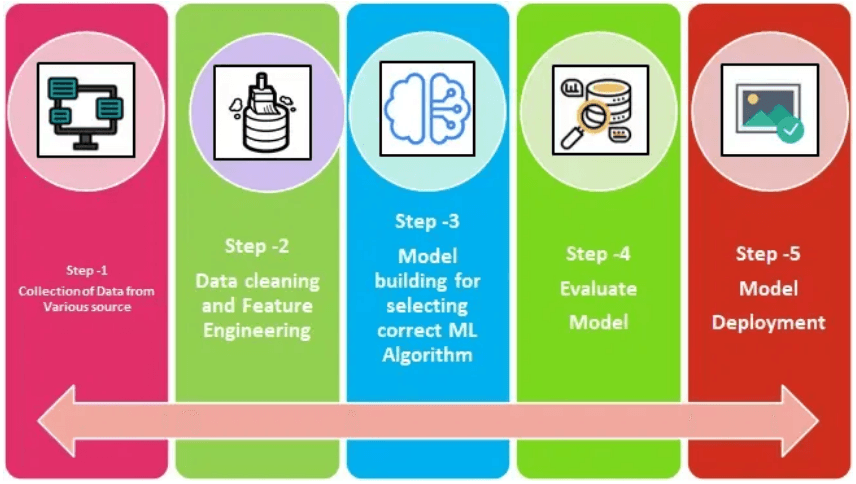 Step -1
Collection of Data from
Various source
Step -2
Data cleaning
and Feature
Engineering
Step -3
Model
building for
selecting
correct ML
Algorithm
Step -4
Evaluate
Model
Step -5
Model
Deployment